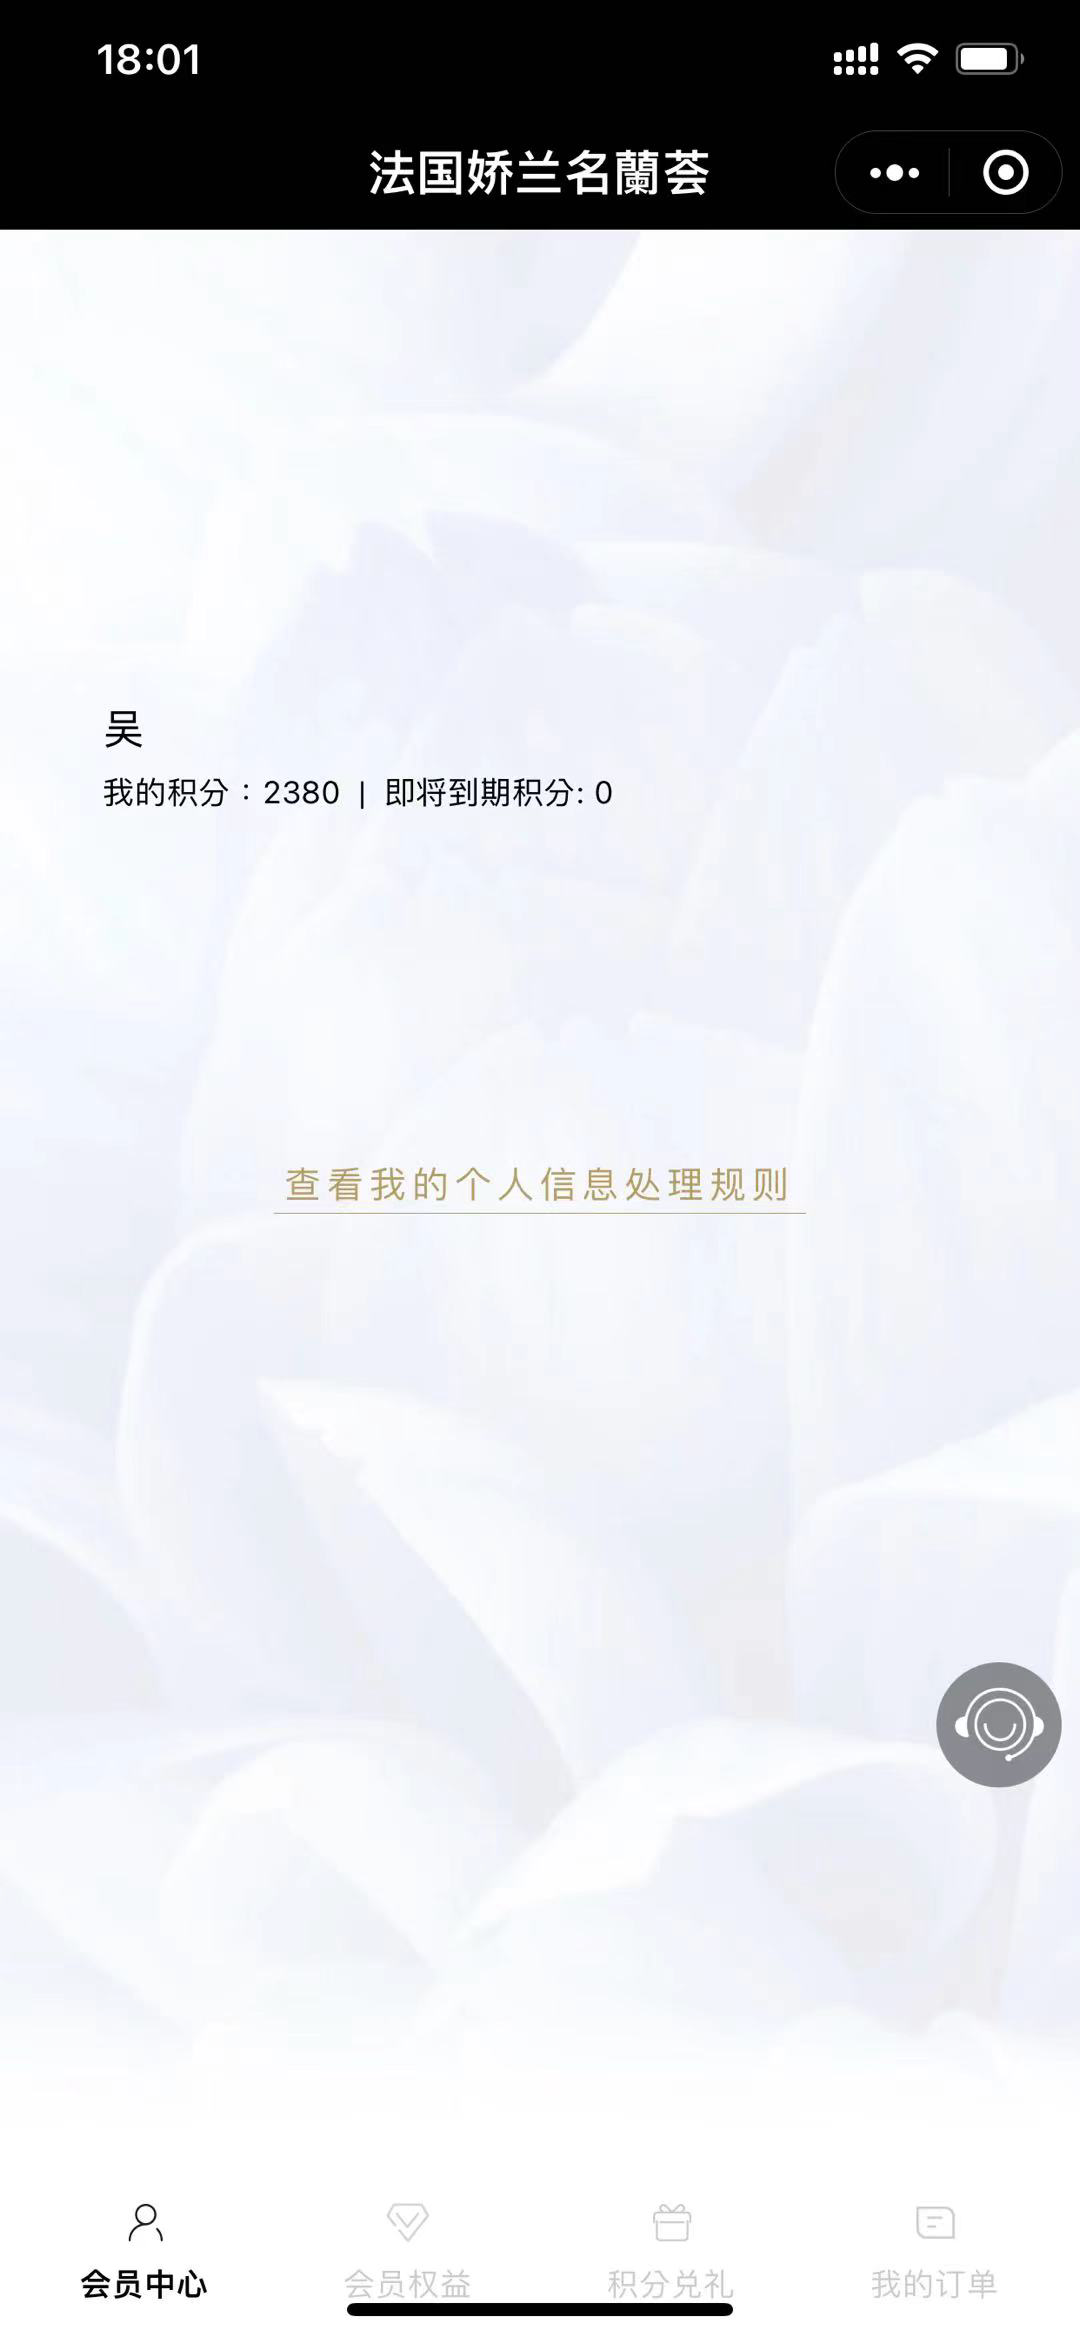 18:01
法国娇兰名蘭荟
吴
我的积分：2380 | 即将到期积分: 0
查看我的个人信息处理规则
会员中心 会员权益 积分兑礼 我的订单